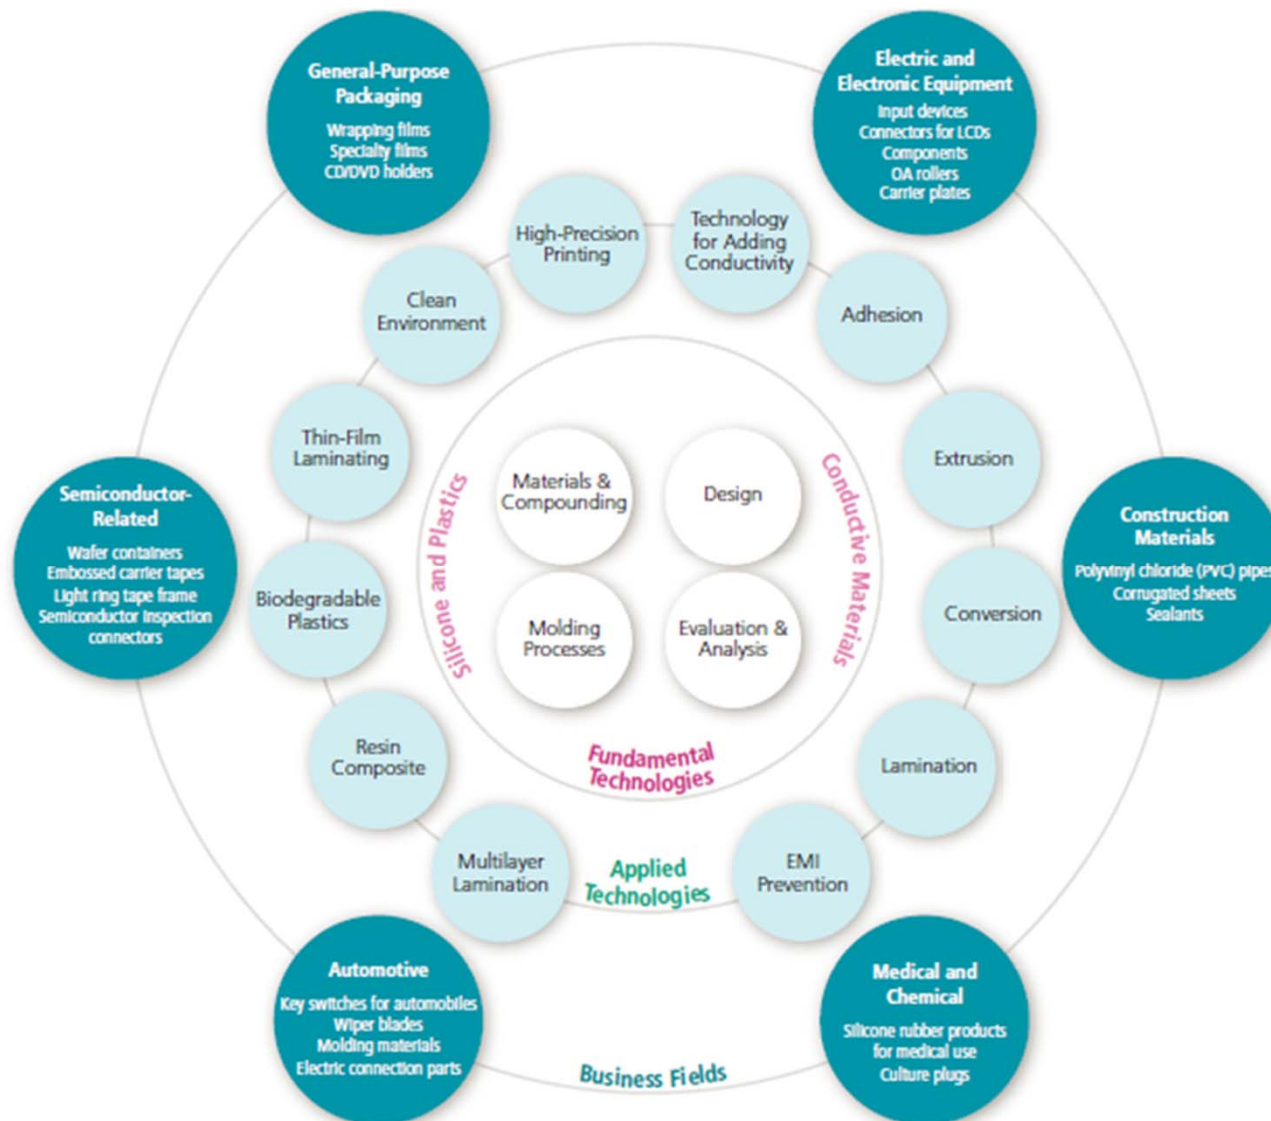 General-Purpose
Packaging
Wrapping films
Specialty films
CD/DVD holders
Electric and
Electronic Equipment
Input devices
Connectors for LCDs
Components
OA rollers
Carrier plates
High-Precision
Printing
Technology
for Adding
Conductivity
Clean
Environment
Adhesion
Thin-Film
Laminating
Extrusion
Silicone and Plastics
Materials &
Compounding
Design
Conductive Materials
Semiconductor-
Related
Wafer containers
Embossed carrier tapes
Light ring tape frame
Semiconductor inspection
connectors
Construction
Materials
Polyvinyl chloride (PVC) pipes
Corrugated sheets
Sealants
Biodegradable
Plastics
Molding
Processes
Evaluation &
Analysis
Conversion
Resin
Composite
Fundamental
Technologies
Lamination
Multilayer
Lamination
Applied
Technologies
EMI
Prevention
Automotive
Key switches for automobiles
Wiper blades
Molding materials
Electric connection parts
Medical and
Chemical
Silicone rubber products
for medical use
Culture plugs
Business Fields